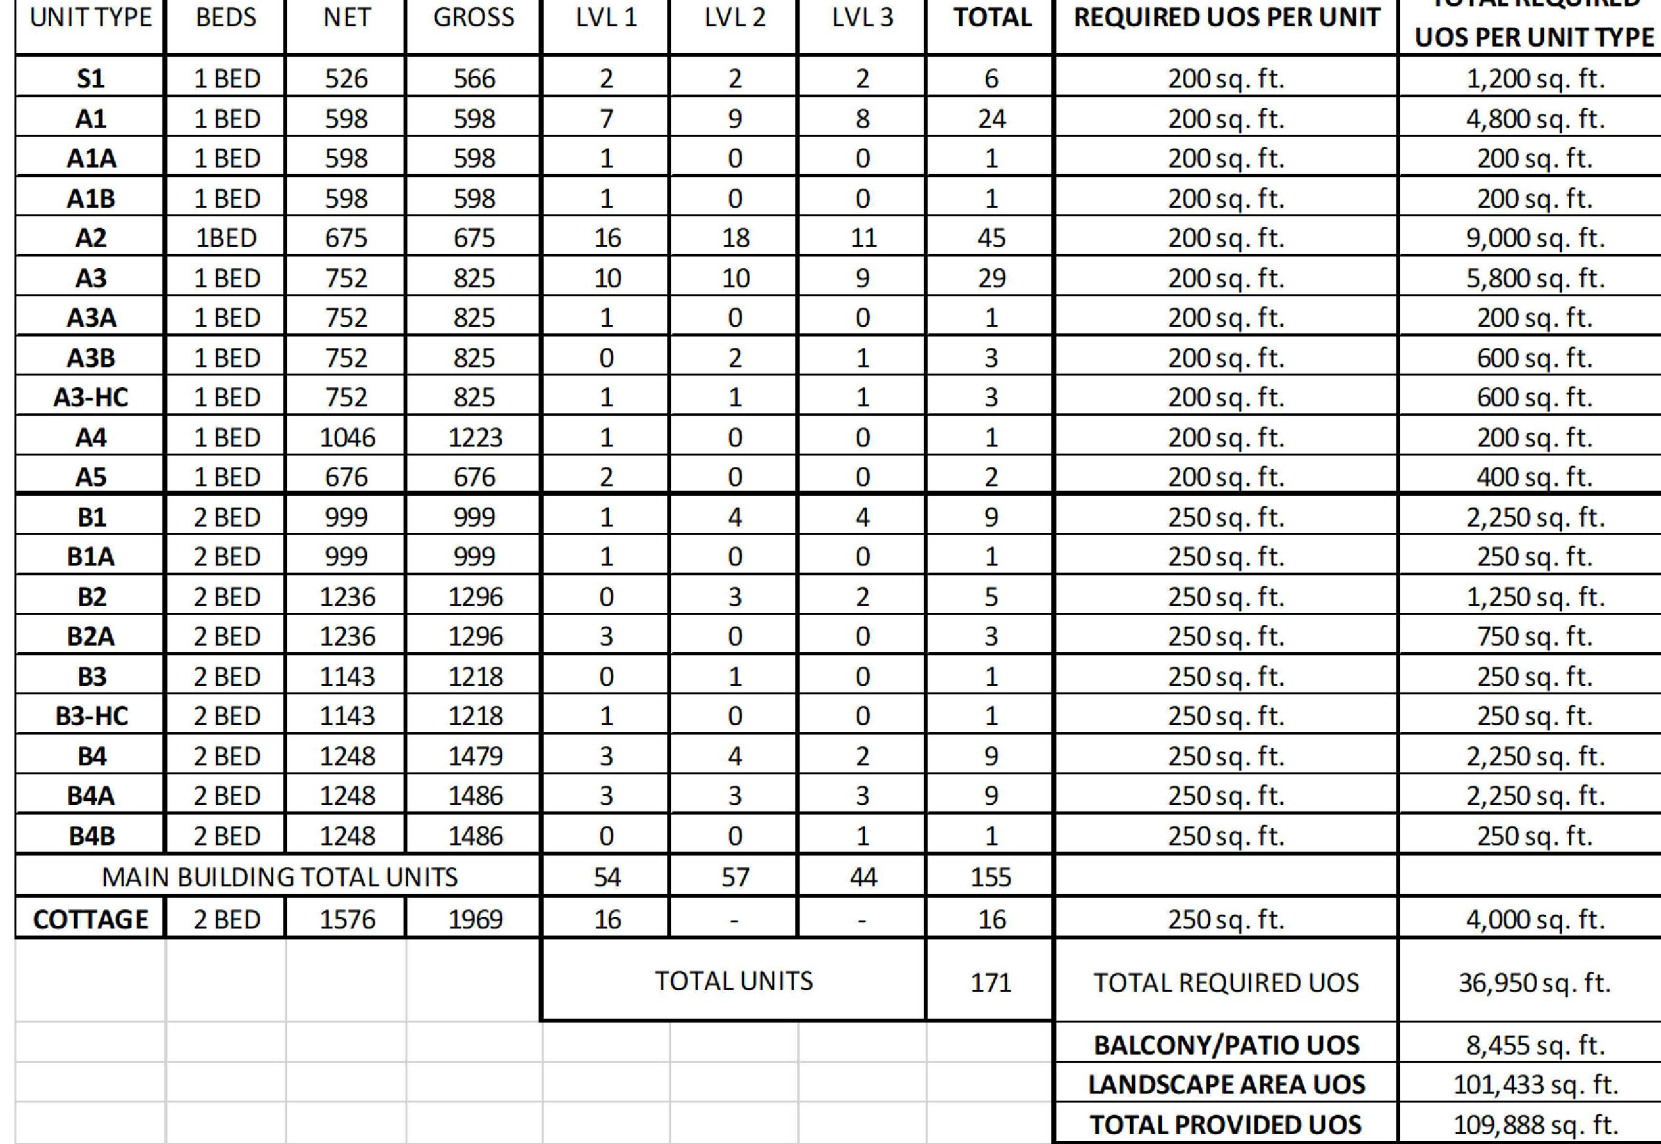 UNIT TYPE BEDS NET GROSS LVL 1 LVL 2 LVL 3 TOTAL REQUIRED UOS PER UNIT TOTAL REQUIRED
UOS PER UNIT TYPE
S1 1 BED 526 566 2 2 2 6 200 sq. ft. 1,200 sq. ft.
A1 1 BED 598 598 7 9 8 24 200 sq. ft. 4,800 sq. ft.
A1A 1 BED 598 598 1 0 0 1 200 sq. ft. 200 sq. ft.
A1B 1 BED 598 598 1 0 0 1 200 sq. ft. 200 sq. ft.
A2 1BED 675 675 16 18 11 45 200 sq. ft. 9,000 sq. ft.
A3 1 BED 752 825 10 10 9 29 200 sq. ft. 5,800 sq. ft.
A3A 1 BED 752 825 1 0 0 1 200 sq. ft. 200 sq. ft.
A3B 1 BED 752 825 0 2 1 3 200 sq. ft. 600 sq. ft.
A3-HC 1 BED 752 825 1 1 1 3 200 sq. ft. 600 sq. ft.
A4 1 BED 1046 1223 1 0 0 1 200 sq. ft. 200 sq. ft.
A5 1 BED 676 676 2 0 0 2 200 sq. ft. 400 sq. ft.
B1 2 BED 999 999 1 4 4 9 250 sq. ft. 2,250 sq. ft.
B1A 2 BED 999 999 1 0 0 1 250 sq. ft. 250 sq. ft.
B2 2 BED 1236 1296 0 3 2 5 250 sq. ft. 1,250 sq. ft.
B2A 2 BED 1236 1296 3 0 0 3 250 sq. ft. 750 sq. ft.
B3 2 BED 1143 1218 0 1 0 1 250 sq. ft. 250 sq. ft.
B3-HC 2 BED 1143 1218 1 0 0 1 250 sq. ft. 250 sq. ft.
B4 2 BED 1248 1479 3 4 2 9 250 sq. ft. 2,250 sq. ft.
B4A 2 BED 1248 1486 3 3 3 9 250 sq. ft. 2,250 sq. ft.
B4B 2 BED 1248 1486 0 0 1 1 250 sq. ft. 250 sq. ft.
MAIN BUILDING TOTAL UNITS 54 57 44 155
COTTAGE 2 BED 1576 1969 16 - - 16 250 sq. ft. 4,000 sq. ft.
TOTAL UNITS 171 TOTAL REQUIRED UOS 36,950 sq. ft.
BALCONY/PATIO UOS 8,455 sq. ft.
LANDSCAPE AREA UOS 101,433 sq. ft.
TOTAL PROVIDED UOS 109,888 sq. ft.